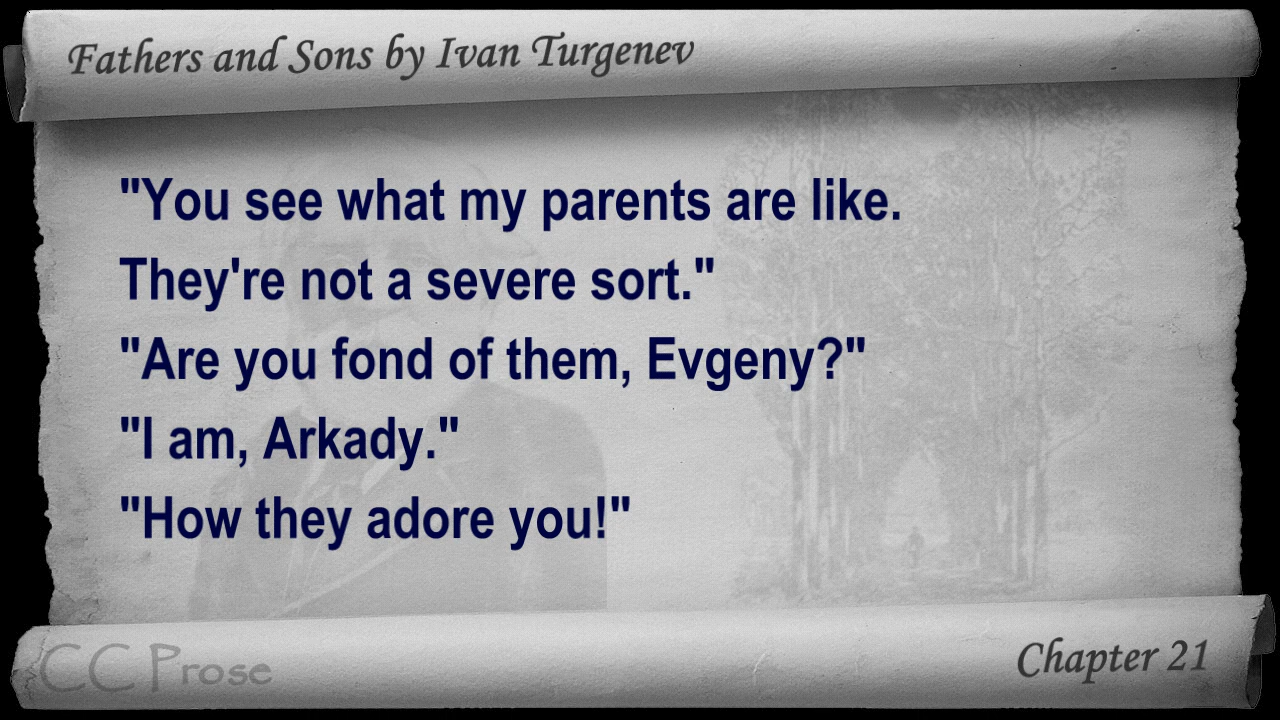 Fathers and Sons by Ivan Turgenev
"You see what my parents are like.
They're not a severe sort."
"Are you fond of them, Evgeny?"
"I am, Arkady."
"How they adore you!"
CC Prose
Chapter 21